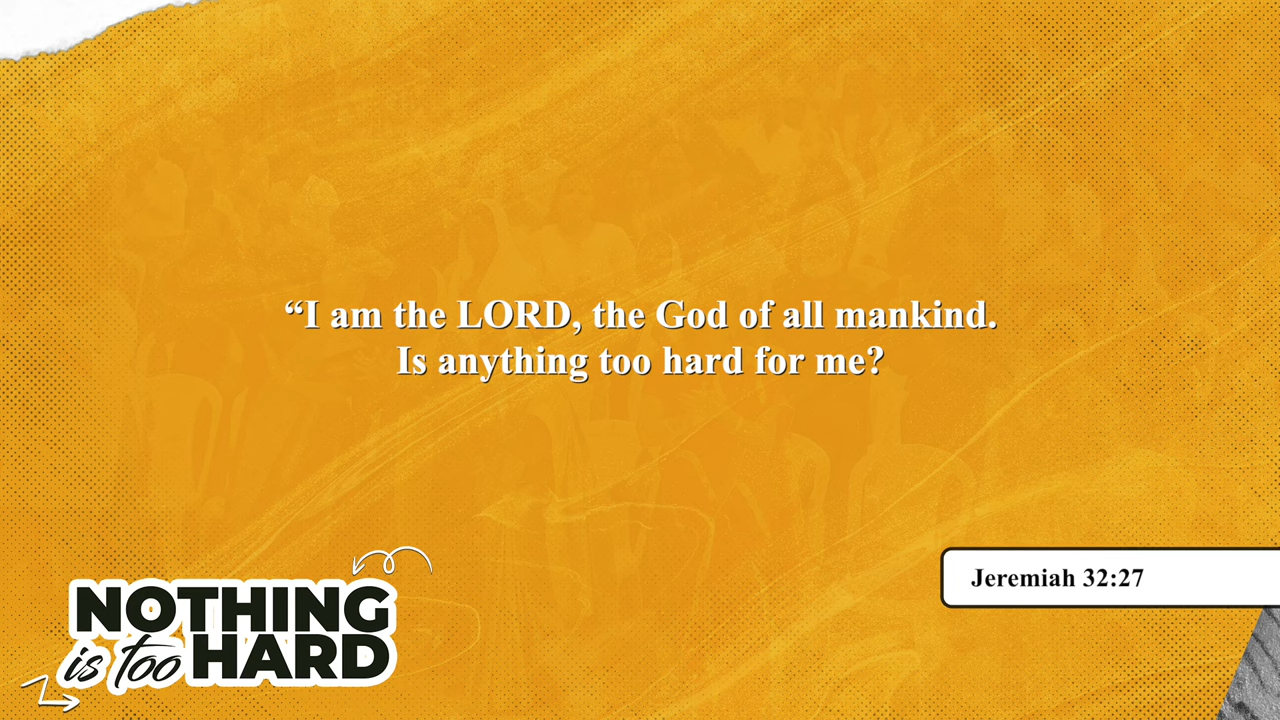 “I am the LORD, the God of all mankind.
Is anything too hard for me?
Jeremiah 32:27
NOTHING
is too HARD